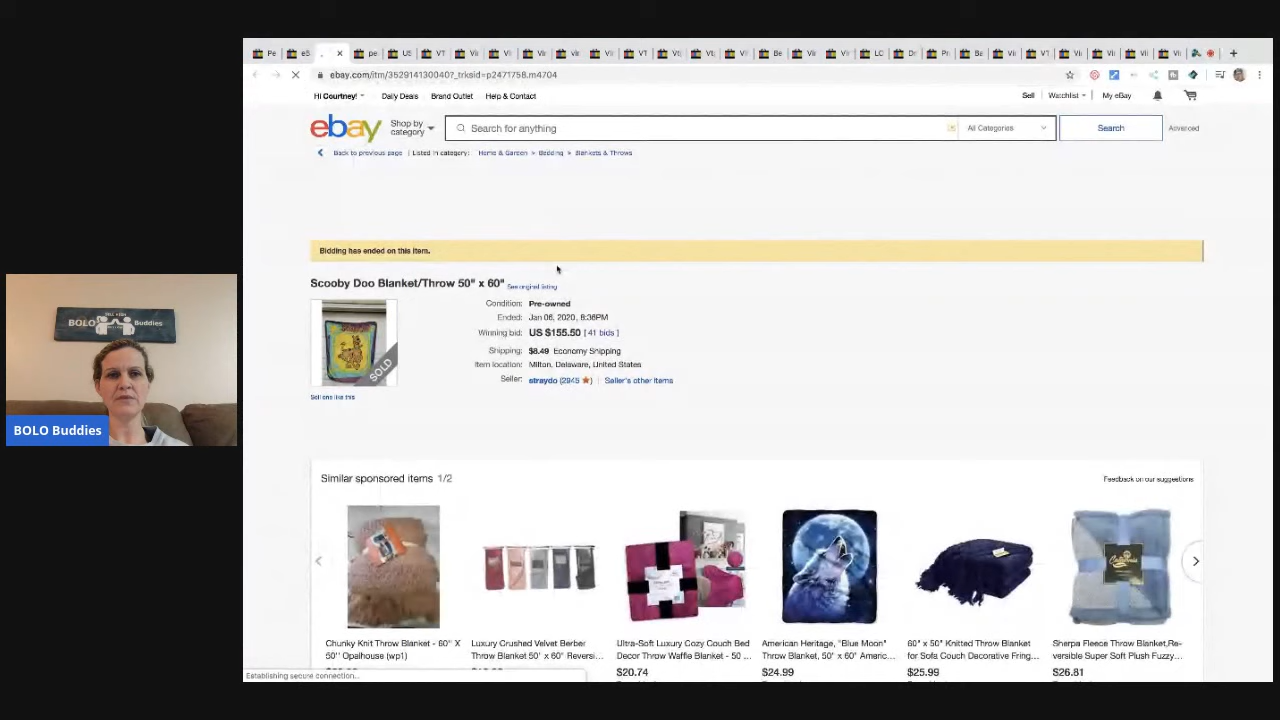 Pe
eB
pe
US
VT
ebay.com/itm/352914130040?_trksid=p2471758.m4704
Hi Courtney!
Daily Deals
Brand Outlet
Help & Contact
Sell
Watchlist
My eBay
ebay
Shop by category
Search for anything
All Categories
Search
Advanced
Back to previous page | Listed in category: Home & Garden > Bedding > Blankets & Throws
Bidding has ended on this item.
Scooby Doo Blanket/Throw 50" x 60" See original listing
Condition: Pre-owned
Ended: Jan 06, 2020, 8:36PM
Winning bid: US $155.50 [ 41 bids ]
Shipping: $8.49 Economy Shipping
Item location: Milton, Delaware, United States
Seller: straydo (2945 ) | Seller's other items
SOLD
Sell one like this
BOLO Buddies
BOLO Buddies
Similar sponsored items 1/2
Feedback on our suggestions
Chunky Knit Throw Blanket - 60" X
50" Opalhouse (wp1)
Luxury Crushed Velvet Berber
Throw Blanket 50" x 60" Reversi...
Ultra-Soft Luxury Cozy Couch Bed
Decor Throw Waffle Blanket - 50 ...
$20.74
American Heritage, "Blue Moon"
Throw Blanket, 50" x 60" Americ...
$24.99
60" x 50" Knitted Throw Blanket
for Sofa Couch Decorative Fring...
$25.99
Sherpa Fleece Throw Blanket,Re-
versible Super Soft Plush Fuzzy...
$26.81
Establishing secure connection...